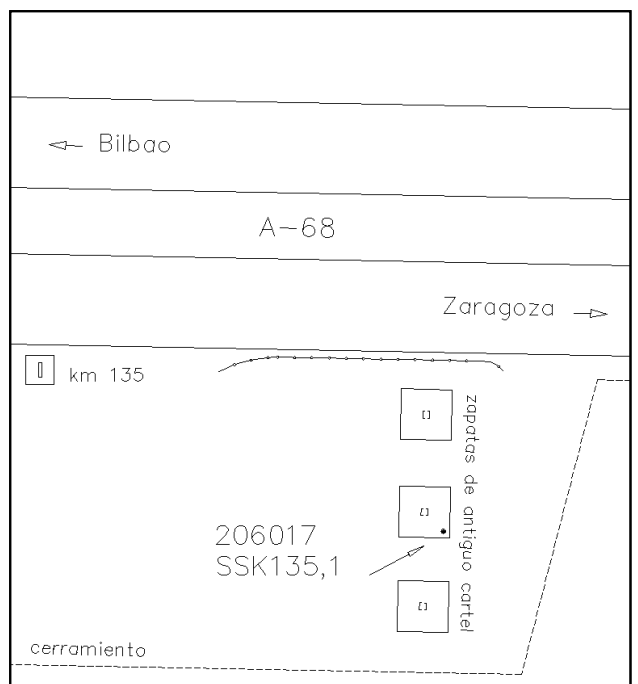 Bilbao
A-68
Zaragoza
km 135
zapatas de antiguo cartel
206017
SSK135,1
cerramiento